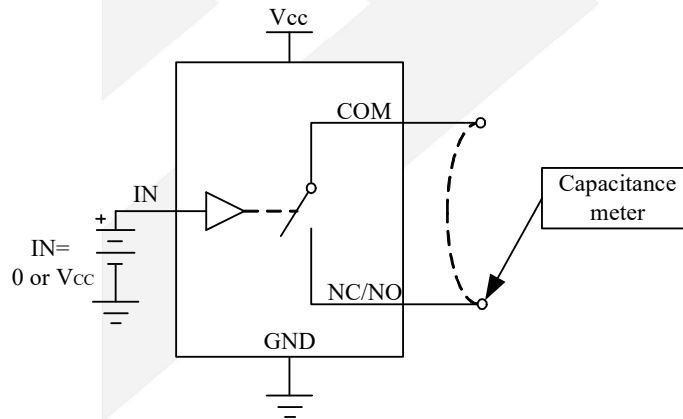 Vcc
COM
IN
+
IN=
0 or VCC
NC/NO
GND
Capacitance
meter